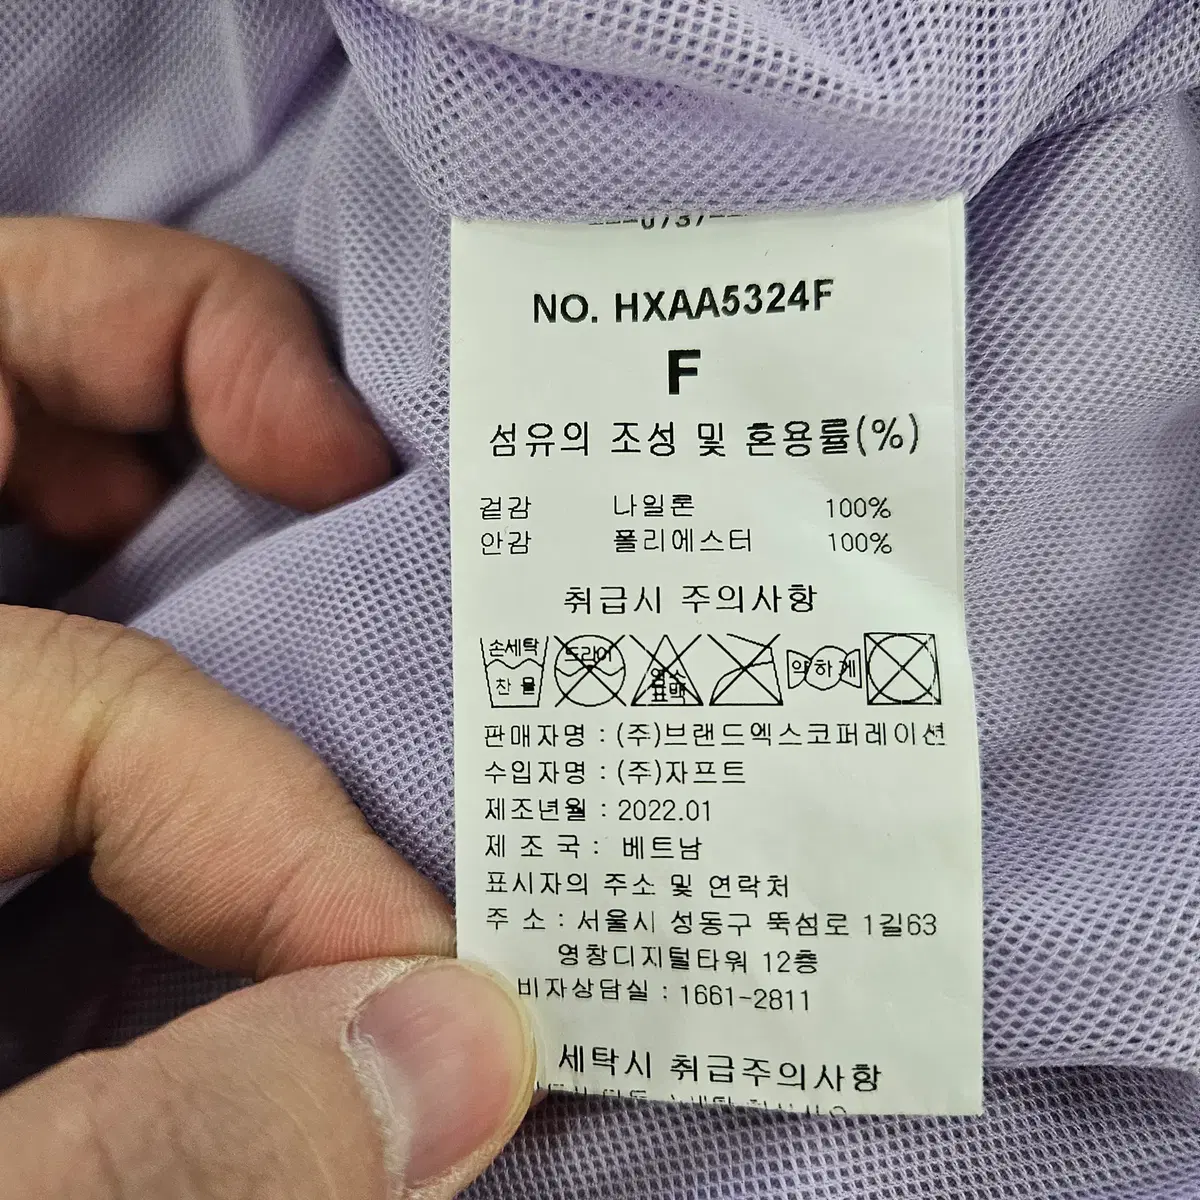 NO. HXAA5324F
F
섬유의 조성 및 혼용률(%)
겉감 나일론 100%
안감 폴리에스터 100%
취급시 주의사항
손세탁 드라이 염소 약하게
찬 물 표백
판매자명 : (주)브랜드엑스코퍼레이션
수입자명 : (주)자프트
제조년월 : 2022.01
제 조 국 : 베트남
표시자의 주소 및 연락처
주 소 : 서울시 성동구 뚝섬로 1길63
영창디지털타워 12층
비자상담실 : 1661-2811
세탁시 취급주의사항